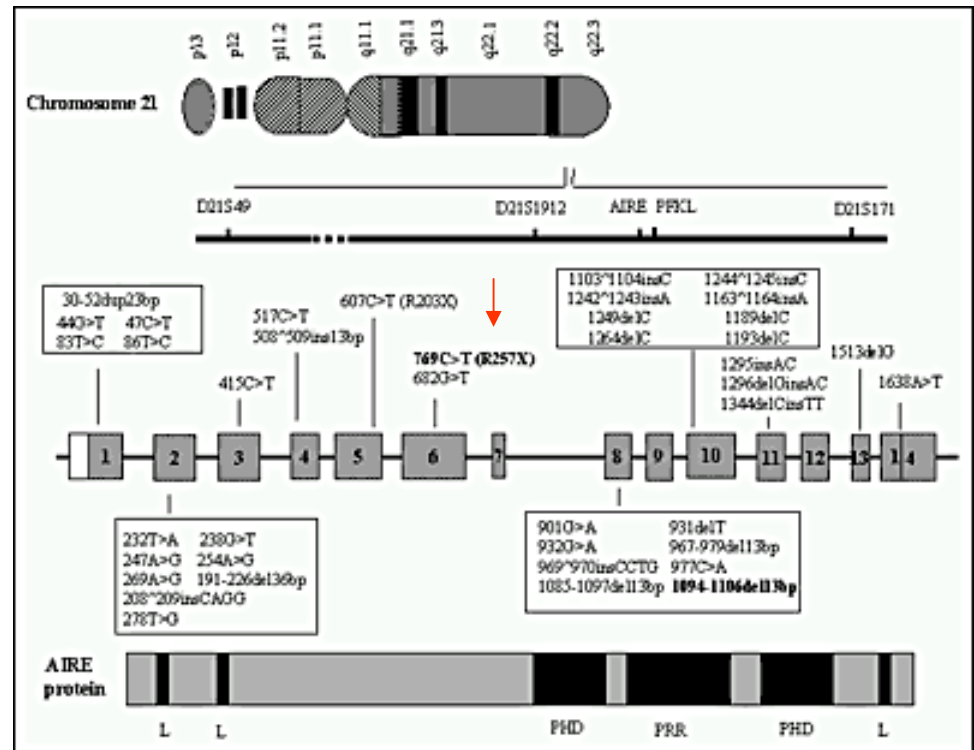 p13 p12 p11.2 p11.1 q11.1 q21.1 q21.3 q22.1 q22.2 q22.3
Chromosome 21
D21S49 D21S1912 AIRE PFKL D21S171
30-52dup23bp
44G>T 47C>T
83T>C 86T>C
415C>T
517C>T
508^509ins13bp
607C>T (R203X)
769C>T (R257X)
682G>T
1103^1104insC 1244^1245insC
1242^1243insA 1163^1164insA
1249delC 1189delC
1264delC 1193delC
1295insAC
1296delGinsAC
1344delCinsTT
1513delG
1638A>T
1 2 3 4 5 6 7 8 9 10 11 12 13 14
232T>A 238G>T
247A>G 254A>G
269A>G 191-226del36bp
208^209insCAGG
278T>G
901G>A 931delT
932G>A 967-979del13bp
969^970insCCTG 977C>A
1085-1097del13bp 1094-1106del13bp
AIRE
protein
L L PHD PRR PHD L